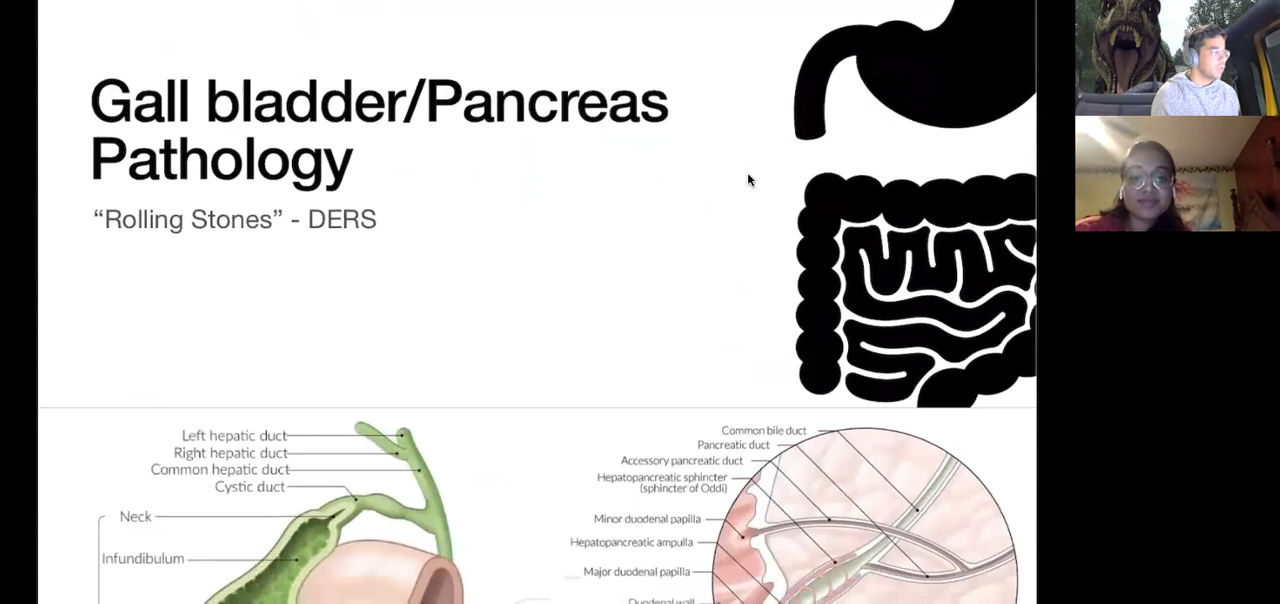 Gall bladder/Pancreas
Pathology
“Rolling Stones” - DERS
Left hepatic duct
Right hepatic duct
Common hepatic duct
Cystic duct
Neck
Infundibulum
Common bile duct
Pancreatic duct
Accessory pancreatic duct
Hepatopancreatic sphincter
(sphincter of Oddi)
Minor duodenal papilla
Hepatopancreatic ampulla
Major duodenal papilla
Duodenal wall